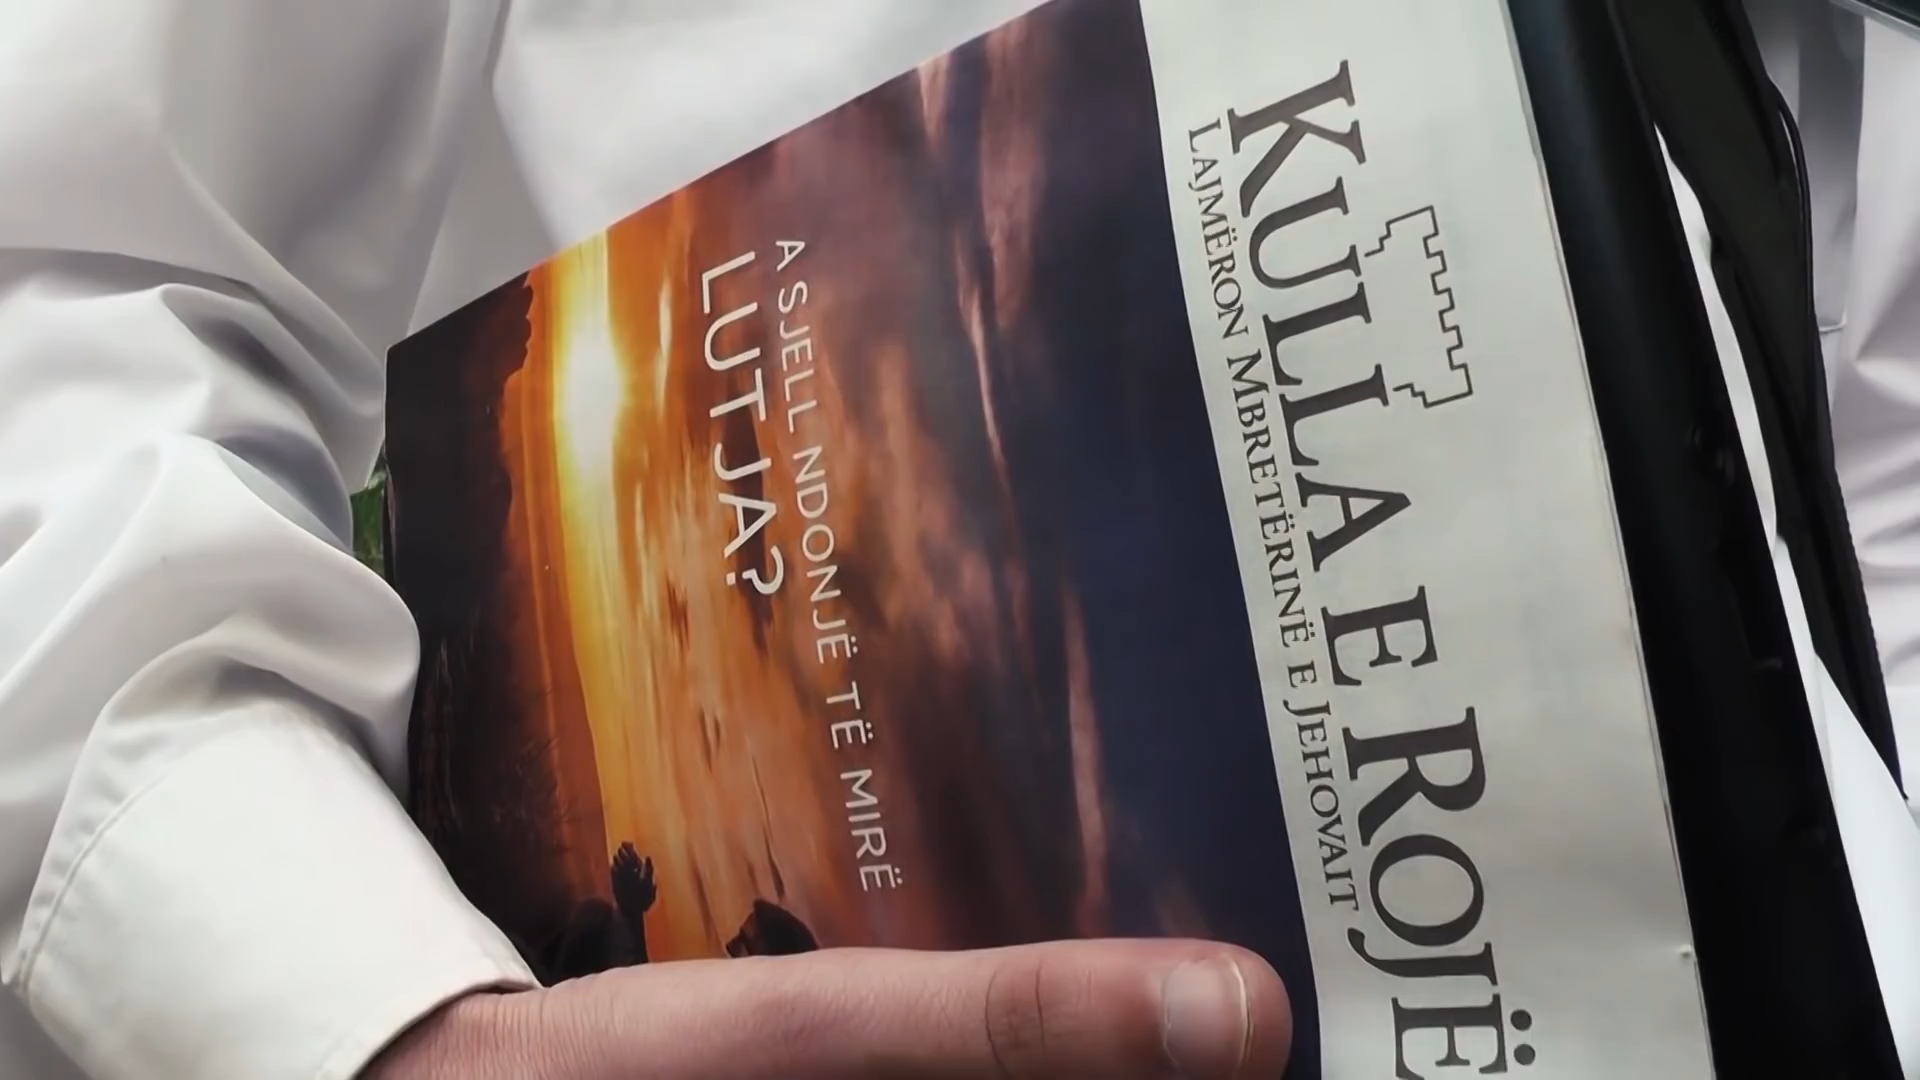 KULLA E ROJË
LAJMËRON MBRETËRINË E JEHOVAIT
A SJELL NDONJË TË MIRË
LUTJA?